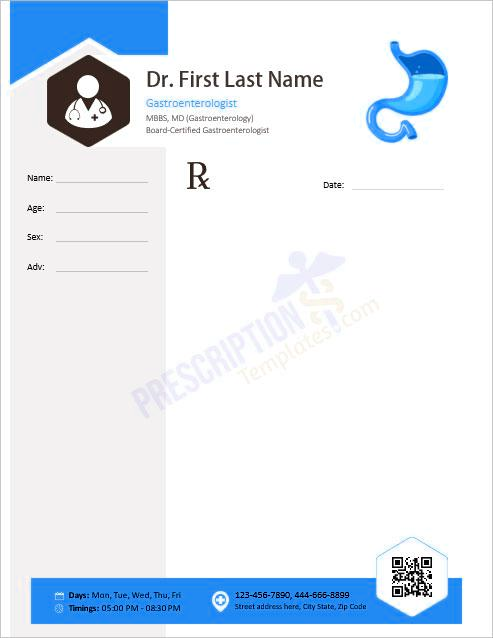 Dr. First Last Name
Gastroenterologist
MBBS, MD (Gastroenterology)
Board-Certified Gastroenterologist
℞
Name:
Date:
Age:
Sex:
Adv:
PRESCRIPTION
Templates.com
Days: Mon, Tue, Wed, Thu, Fri
Timings: 05:00 PM - 08:30 PM
123-456-7890, 444-666-8899
Street address here, City State, Zip Code